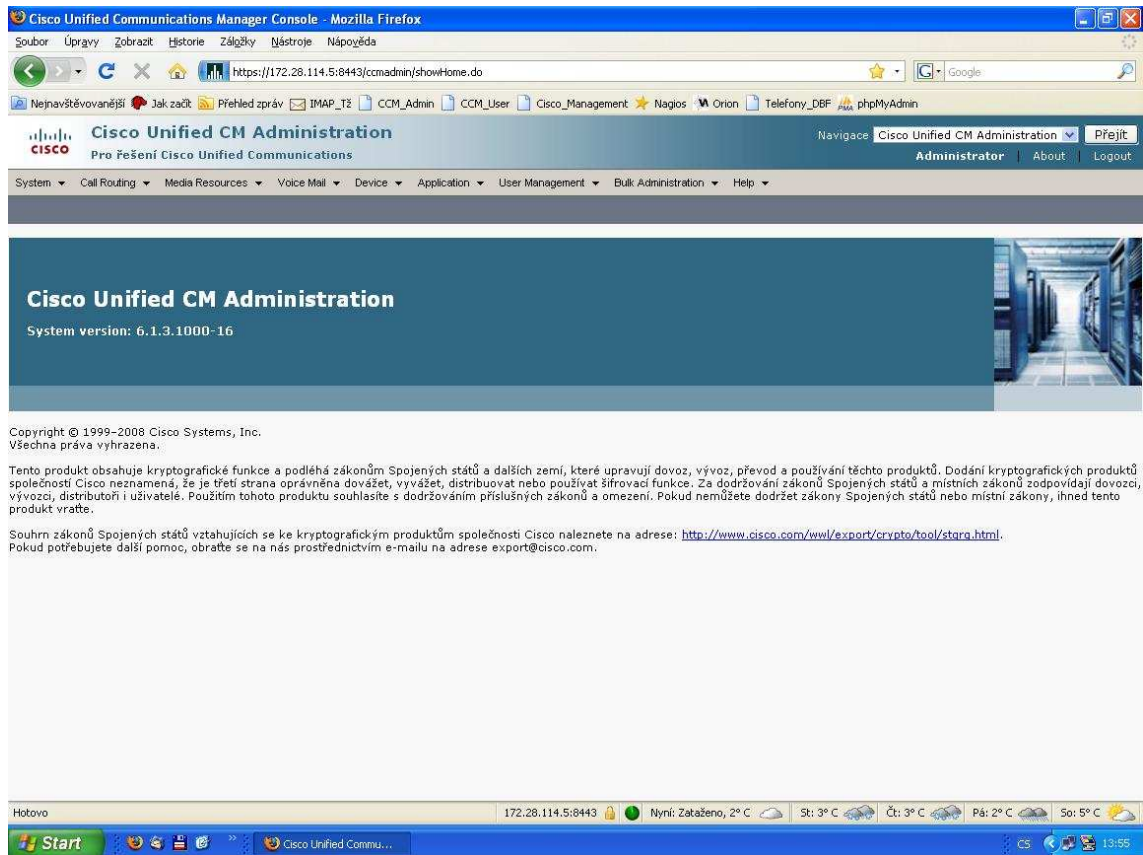 Cisco Unified Communications Manager Console - Mozilla Firefox
Soubor Úpravy Zobrazit Historie Záložky Nástroje Nápověda
https://172.28.114.5:8443/ccmadmin/showHome.do
Google
Nejnavštěvovanější Jak začít Přehled zpráv IMAP_Tž CCM_Admin CCM_User Cisco_Management Nagios Orion Telefony_DBF phpMyAdmin
CISCO
Cisco Unified CM Administration
Pro řešení Cisco Unified Communications
Navigace Cisco Unified CM Administration Přejít
Administrator | About | Logout
System Call Routing Media Resources Voice Mail Device Application User Management Bulk Administration Help
Cisco Unified CM Administration
System version: 6.1.3.1000-16
Copyright © 1999-2008 Cisco Systems, Inc.
Všechna práva vyhrazena.
Tento produkt obsahuje kryptografické funkce a podléhá zákonům Spojených států a dalších zemí, které upravují dovoz, vývoz, převod a používání těchto produktů. Dodání kryptografických produktů
společností Cisco neznamená, že je třetí strana oprávněna dovážet, vyvážet, distribuovat nebo používat šifrovací funkce. Za dodržování zákonů Spojených států a místních zákonů zodpovídají dovozci,
vývozci, distributoři i uživatelé. Použitím tohoto produktu souhlasíte s dodržováním příslušných zákonů a omezení. Pokud nemůžete dodržet zákony Spojených států nebo místní zákony, ihned tento
produkt vraťte.
Souhrn zákonů Spojených států vztahujících se ke kryptografickým produktům společnosti Cisco naleznete na adrese: http://www.cisco.com/wwl/export/crypto/tool/stqrg.html.
Pokud potřebujete další pomoc, obraťte se na nás prostřednictvím e-mailu na adrese export@cisco.com.
Hotovo
172.28.114.5:8443 Nyní: Zataženo, 2° C St: 3° C Čt: 3° C Pá: 2° C So: 5° C
Start Cisco Unified Commu... CS 13:55